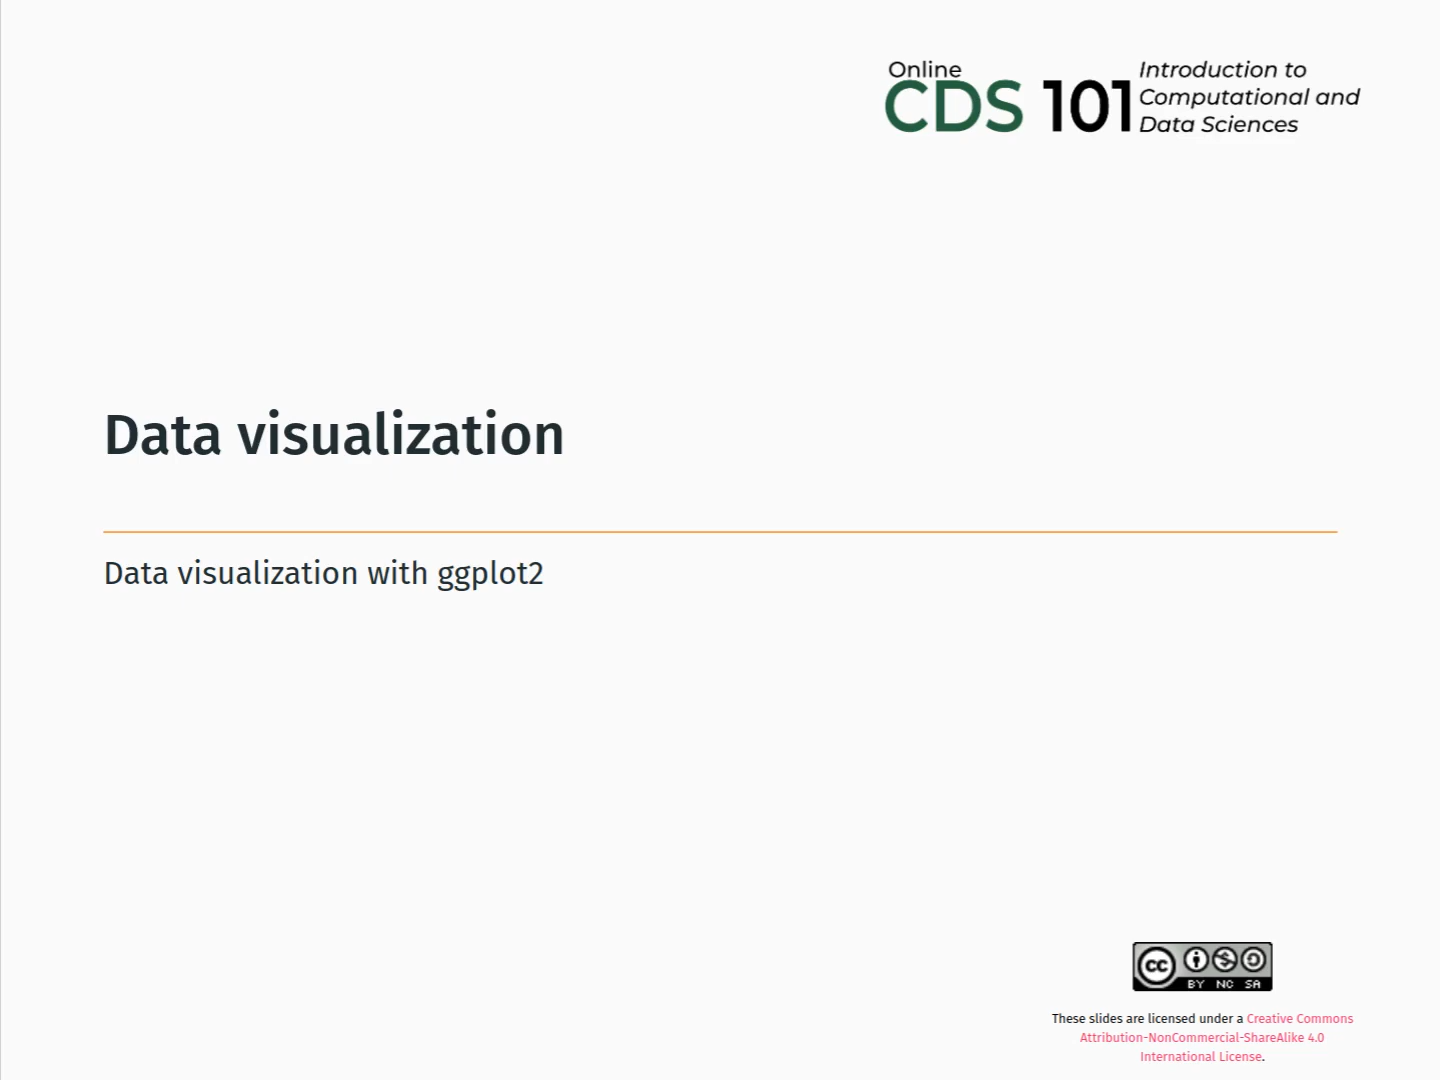 Online
CDS 101
Introduction to
Computational and
Data Sciences
Data visualization
Data visualization with ggplot2
cc
BY NC SA
These slides are licensed under a Creative Commons
Attribution-NonCommercial-ShareAlike 4.0
International License.